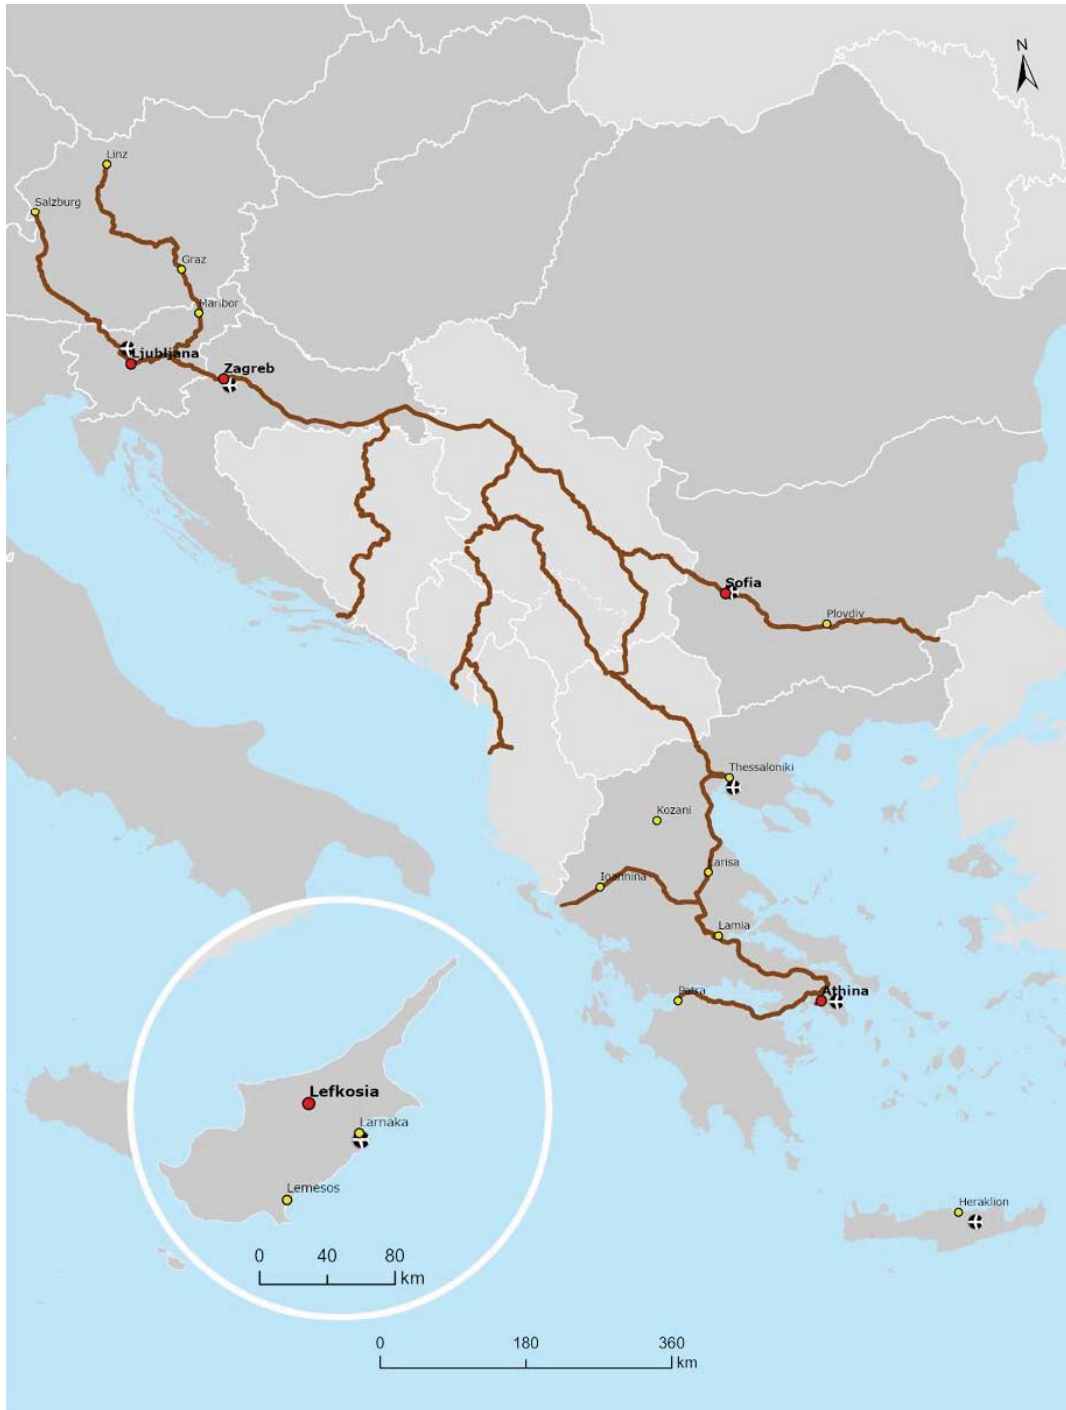 N
Linz
Salzburg
Graz
Maribor
Ljubljana
Zagreb
Sofia
Plovdiv
Thessaloniki
Kozani
Larisa
Ioannina
Lamia
Patra
Athina
Lefkosia
Larnaka
Lemesos
Heraklion
0 40 80
km
0 180 360
km